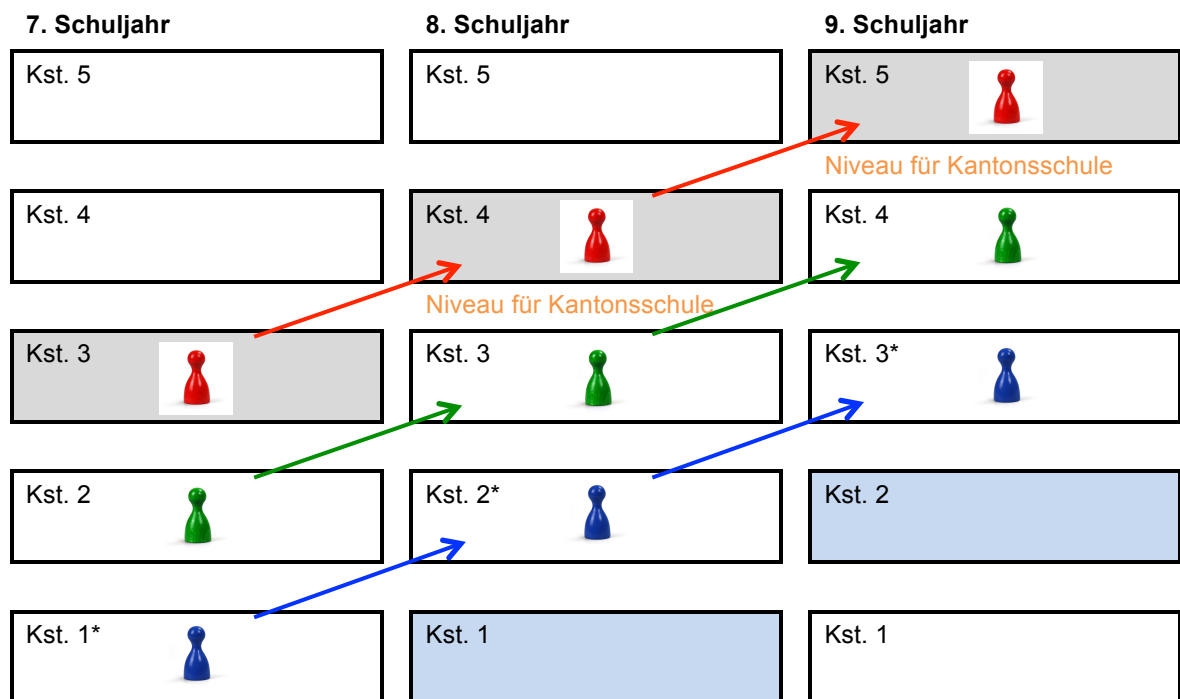 7. Schuljahr 8. Schuljahr 9. Schuljahr
Kst. 5 Kst. 5 Kst. 5
Niveau für Kantonsschule
Kst. 4 Kst. 4 Kst. 4
Niveau für Kantonsschule
Kst. 3 Kst. 3 Kst. 3*
Kst. 2 Kst. 2* Kst. 2
Kst. 1* Kst. 1 Kst. 1